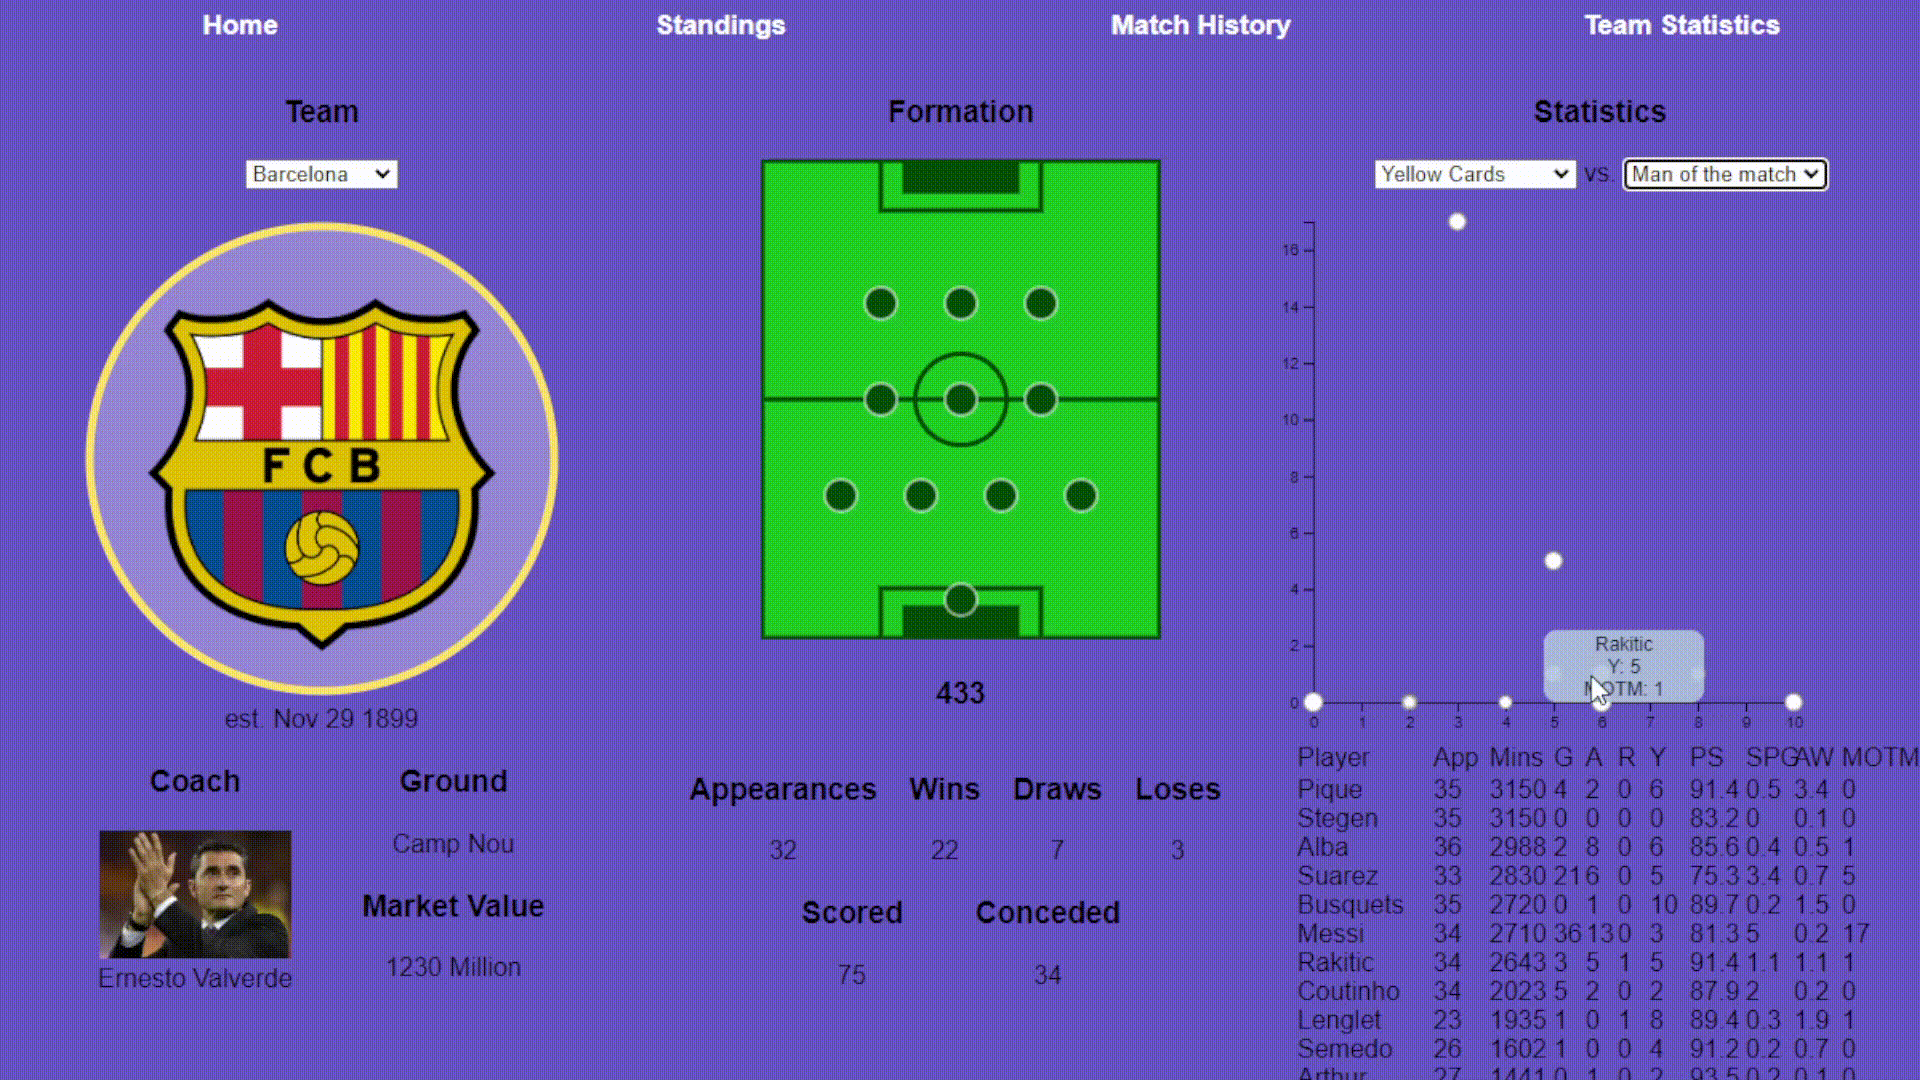 Home Standings Match History Team Statistics
Team
Barcelona
FCB
est. Nov 29 1899
Coach
Ernesto Valverde
Ground
Camp Nou
Market Value
1230 Million
Formation
433
Appearances Wins Draws Loses
32 22 7 3
Scored Conceded
75 34
Statistics
Yellow Cards vs. Man of the match
16
14
12
10
8
6
4
2
0
0 1 2 3 4 5 6 7 8 9 10
Rakitic
Y: 5
MOTM: 1
Player App Mins G A R Y PS SPG AW MOTM
Pique 35 3150 4 2 0 6 91.4 0.5 3.4 0
Stegen 35 3150 0 0 0 0 83.2 0 0.1 0
Alba 36 2988 2 8 0 6 85.6 0.4 0.5 1
Suarez 33 2830 21 6 0 5 75.3 3.4 0.7 5
Busquets 35 2720 0 1 0 10 89.7 0.2 1.5 0
Messi 34 2710 36 13 0 3 81.3 5 0.2 17
Rakitic 34 2643 3 5 1 5 91.4 1.1 1.1 1
Coutinho 34 2023 5 2 0 2 87.9 2 0.2 0
Lenglet 23 1935 1 0 1 8 89.4 0.3 1.9 1
Semedo 26 1602 1 0 0 4 91.2 0.2 0.7 0
Arthur 27 1441 0 1 0 2 93.5 0.2 0.1 0